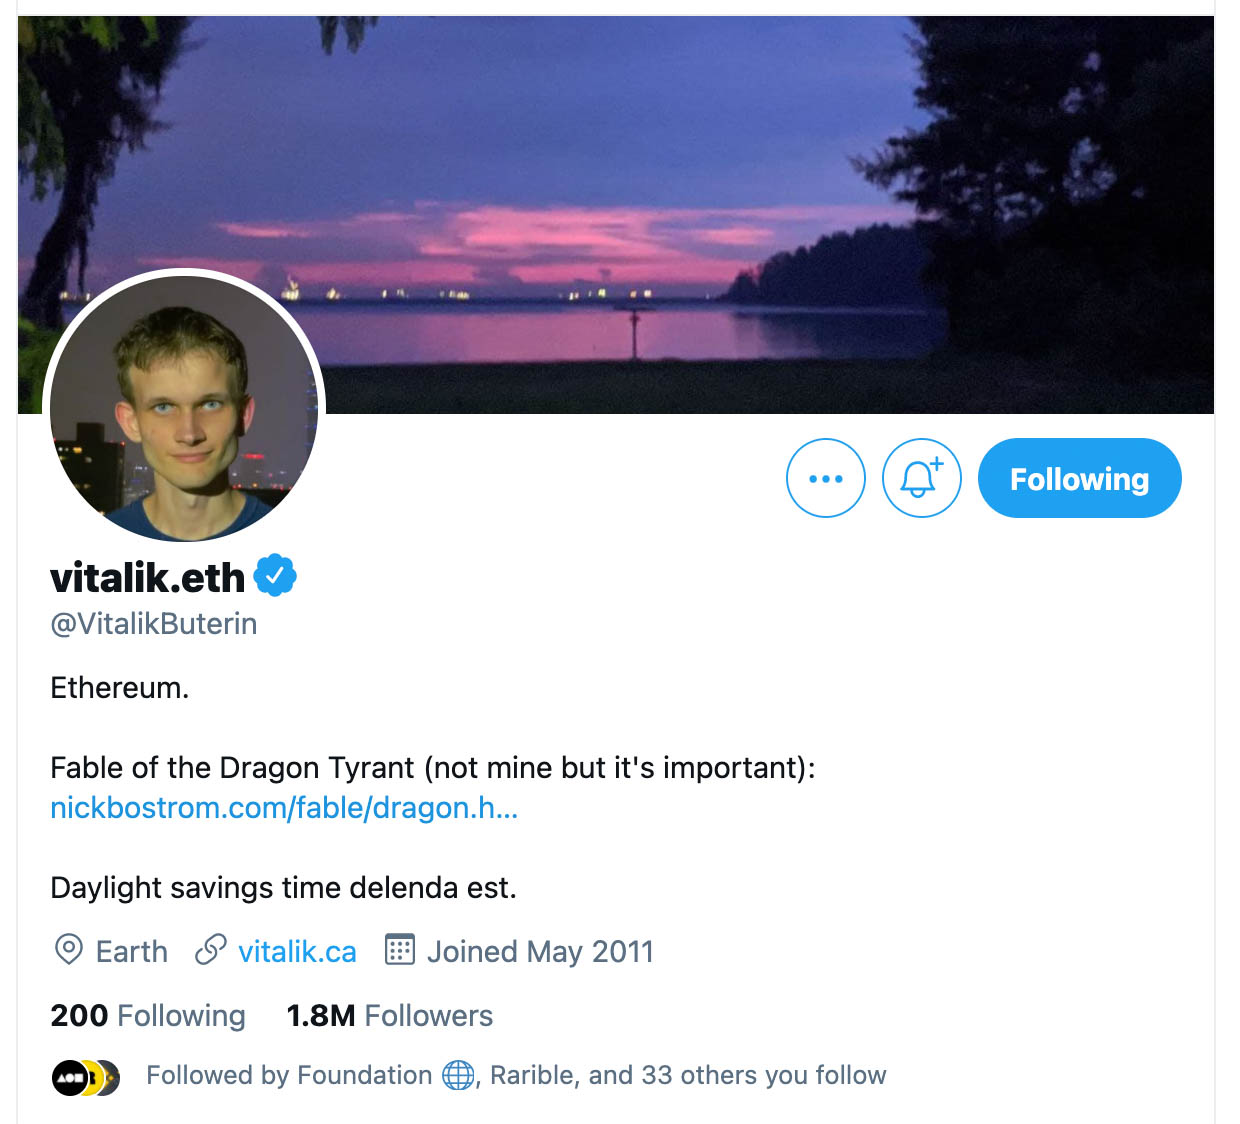 Following
vitalik.eth
@VitalikButerin
Ethereum.
Fable of the Dragon Tyrant (not mine but it's important):
nickbostrom.com/fable/dragon.h...
Daylight savings time delenda est.
Earth vitalik.ca Joined May 2011
200 Following 1.8M Followers
Followed by Foundation 🌐, Rarible, and 33 others you follow